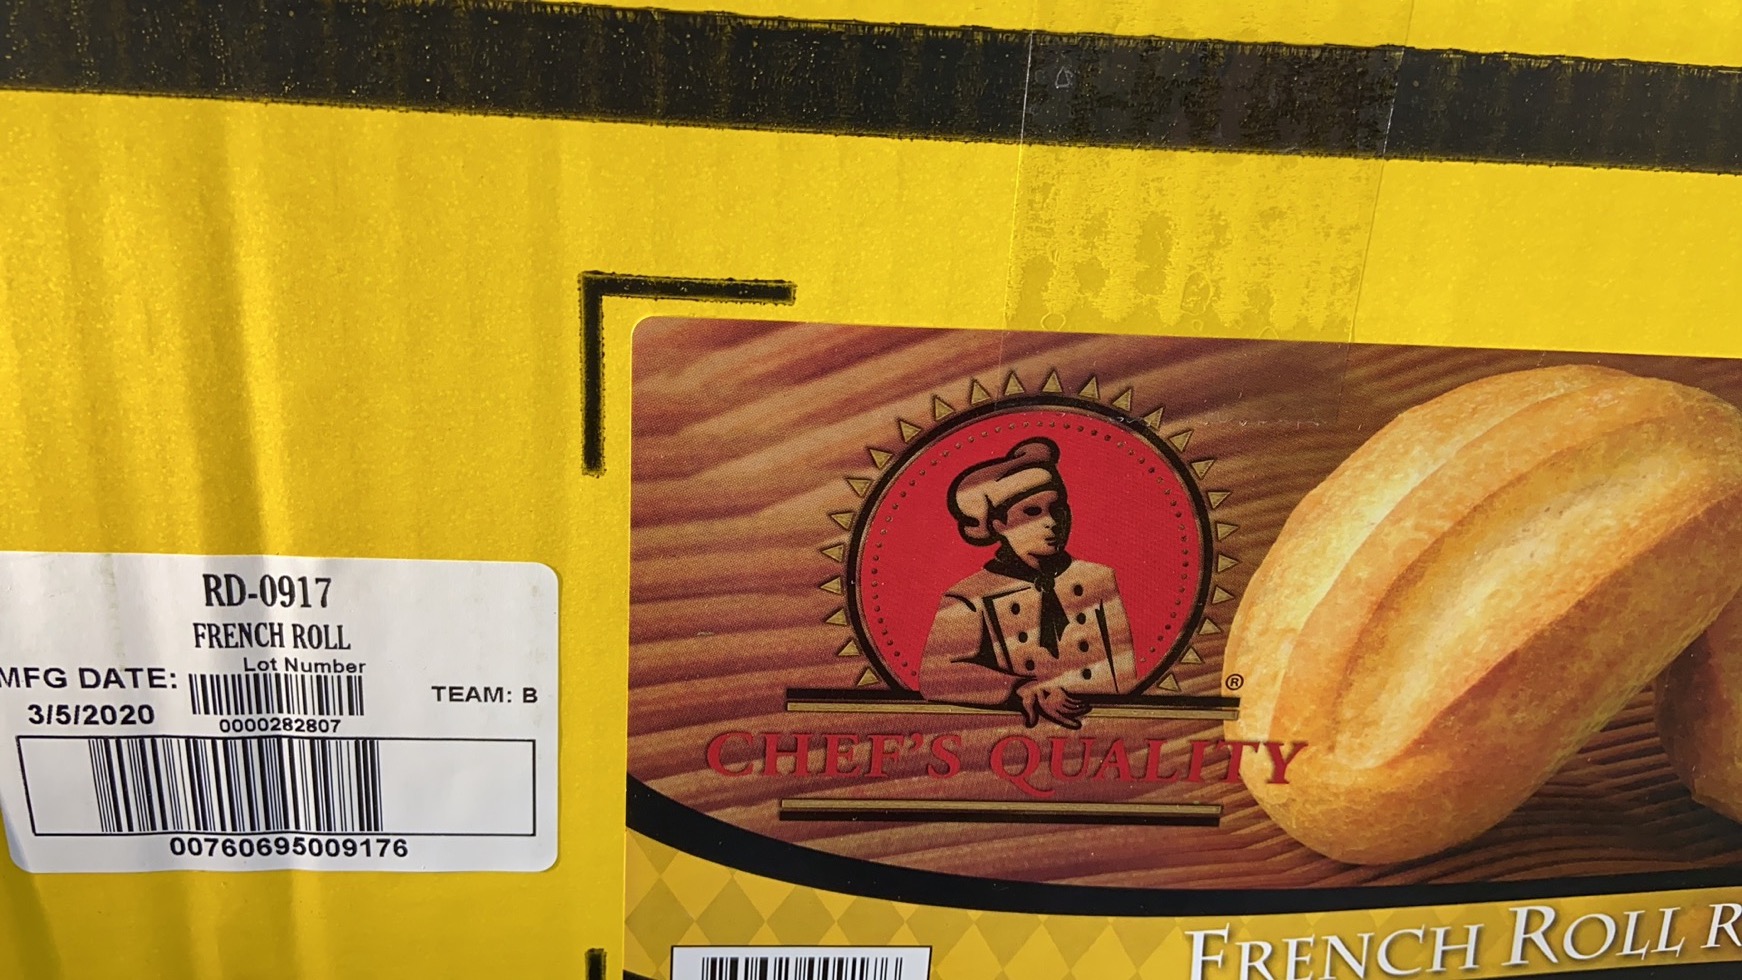 RD-0917
FRENCH ROLL
Lot Number
MFG DATE:
3/5/2020
0000282807
TEAM: B
00760695009176
®
CHEF'S QUALITY
FRENCH ROLL R